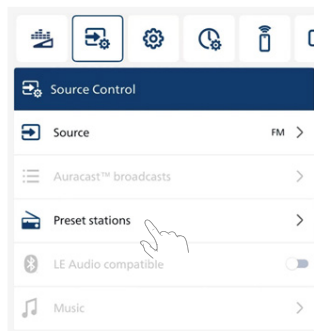 Source Control
Source FM
Auracast™ broadcasts
Preset stations
LE Audio compatible
Music